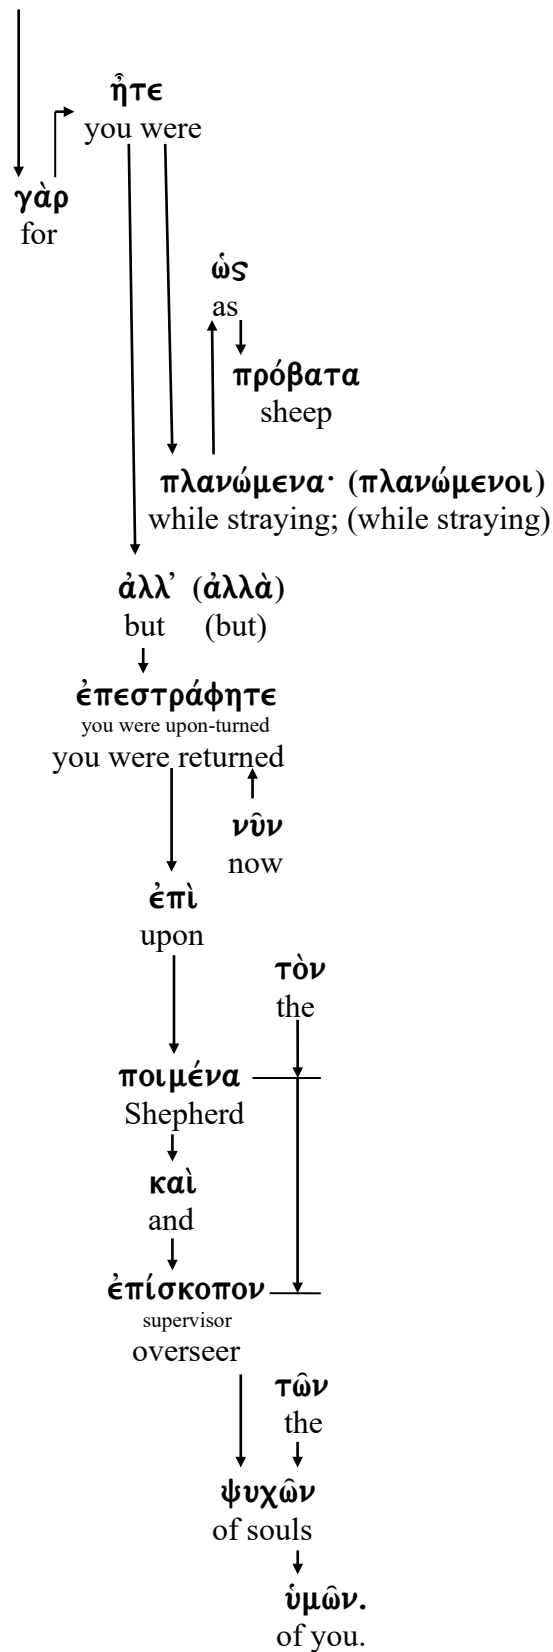 ἦτε
you were
γὰρ
for
ὡς
as
πρόβατα
sheep
πλανώμενα· (πλανώμενοι)
while straying; (while straying)
ἀλλ’ (ἀλλὰ)
but (but)
ἐπεστράφητε
you were upon-turned
you were returned
νῦν
now
ἐπὶ
upon
τὸν
the
ποιμένα
Shepherd
καὶ
and
ἐπίσκοπον
supervisor
overseer
τῶν
the
ψυχῶν
of souls
ὑμῶν.
of you.